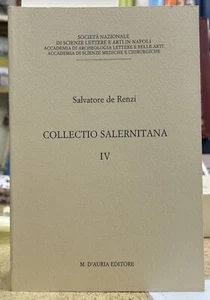 SOCIETÀ NAZIONALE
DI SCIENZE LETTERE E ARTI IN NAPOLI
ACCADEMIA DI ARCHEOLOGIA LETTERE E BELLE ARTI
ACCADEMIA DI SCIENZE MEDICHE E CHIRURGICHE
Salvatore de Renzi
COLLECTIO SALERNITANA
IV
M. D'AURIA EDITORE